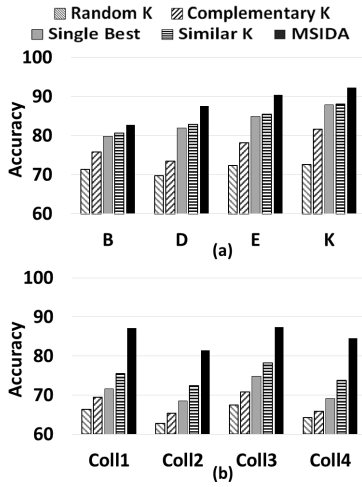 Random K Complementary K
Single Best Similar K MSIDA
100
90
80
70
60
Accuracy
B D E K
(a)
100
90
80
70
60
Accuracy
Coll1 Coll2 Coll3 Coll4
(b)